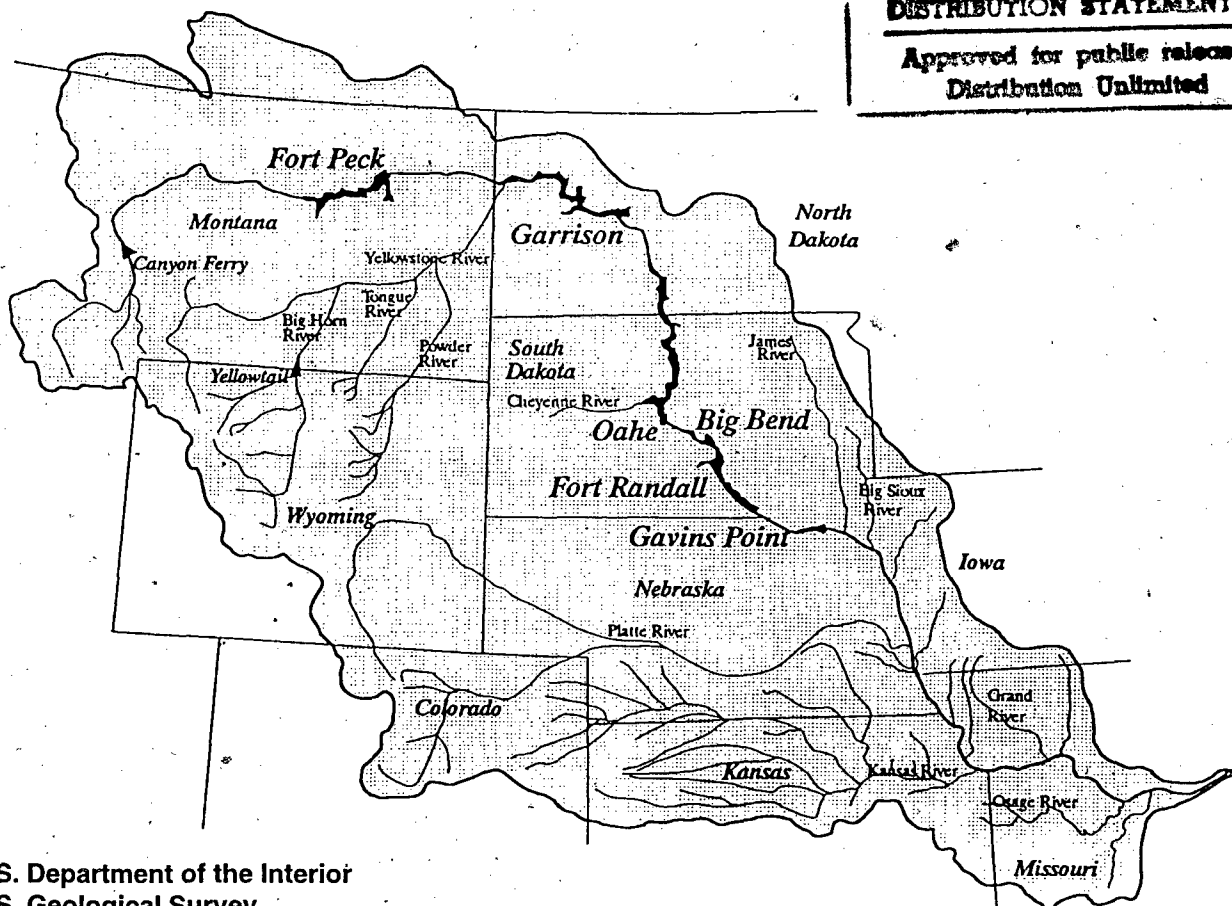 DISTRIBUTION STATEMENT
Approved for public releas
Distribution Unlimited
Fort Peck
Montana
North
Dakota
Garrison
Canyon Ferry
Yellowstone River
Tongue
River
Big Horn
River
Powder
River
South
Dakota
James
River
Yellowtail
Cheyenne River
Oahe
Big Bend
Fort Randall
Big Sioux
River
Wyoming
Gavins Point
Iowa
Nebraska
Platte River
Grand
River
Colorado
Kansas
Kansas River
Osage River
Missouri
S. Department of the Interior
S. Geological Survey